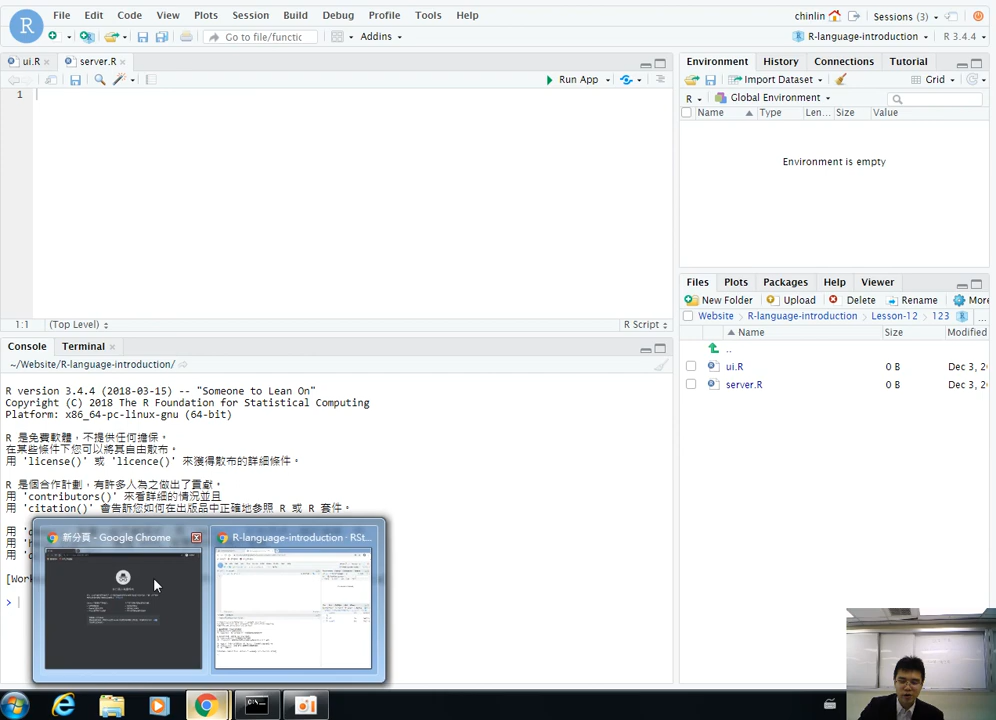 File Edit Code View Plots Session Build Debug Profile Tools Help
chinlin Sessions (3)
Go to file/functic Addins
R-language-introduction R 3.4.4
ui.R server.R
Run App
1
1:1 (Top Level) R Script
Console Terminal
~/Website/R-language-introduction/
R version 3.4.4 (2018-03-15) -- "Someone to Lean On"
Copyright (C) 2018 The R Foundation for Statistical Computing
Platform: x86_64-pc-linux-gnu (64-bit)
R 是免費軟體，不提供任何擔保。
在某些條件下您可以將其自由散布。
用 'license()' 或 'licence()' 來獲得散布的詳細條件。
R 是個合作計劃，有許多人為之做出了貢獻。
用 'contributors()' 來看詳細的情況並且
用 'citation()' 會告訴您如何在出版品中正確地參照 R 或 R 套件。
用
[Work
>
新分頁 - Google Chrome
R-language-introduction · RSt...
Environment History Connections Tutorial
Import Dataset Grid
R Global Environment
Name Type Len... Size Value
Environment is empty
Files Plots Packages Help Viewer
New Folder Upload Delete Rename More
Website R-language-introduction Lesson-12 123 ...
Name Size Modified
..
ui.R 0 B Dec 3, 2
server.R 0 B Dec 3, 2